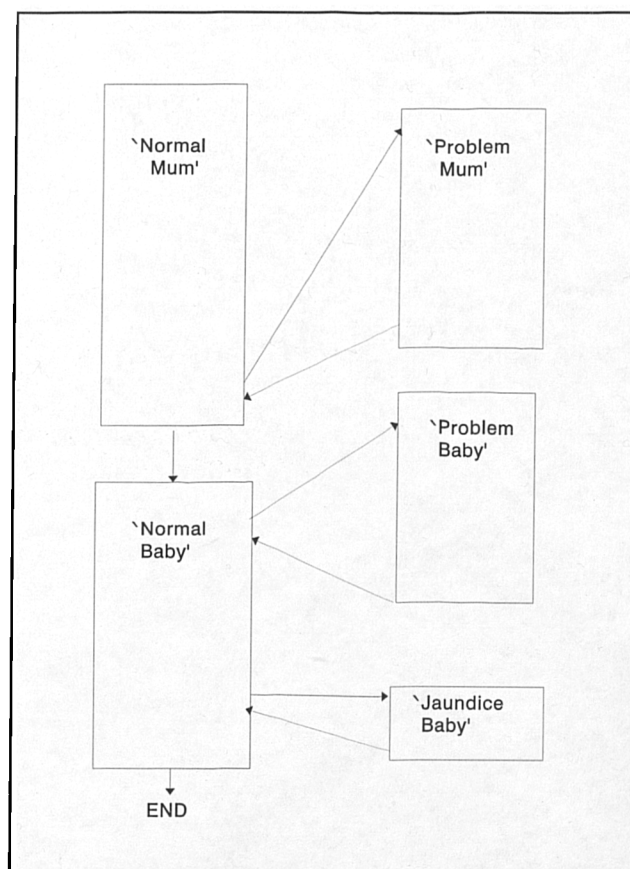 `Normal
Mum'
`Problem
Mum'
`Problem
Baby'
`Normal
Baby'
`Jaundice
Baby'
END